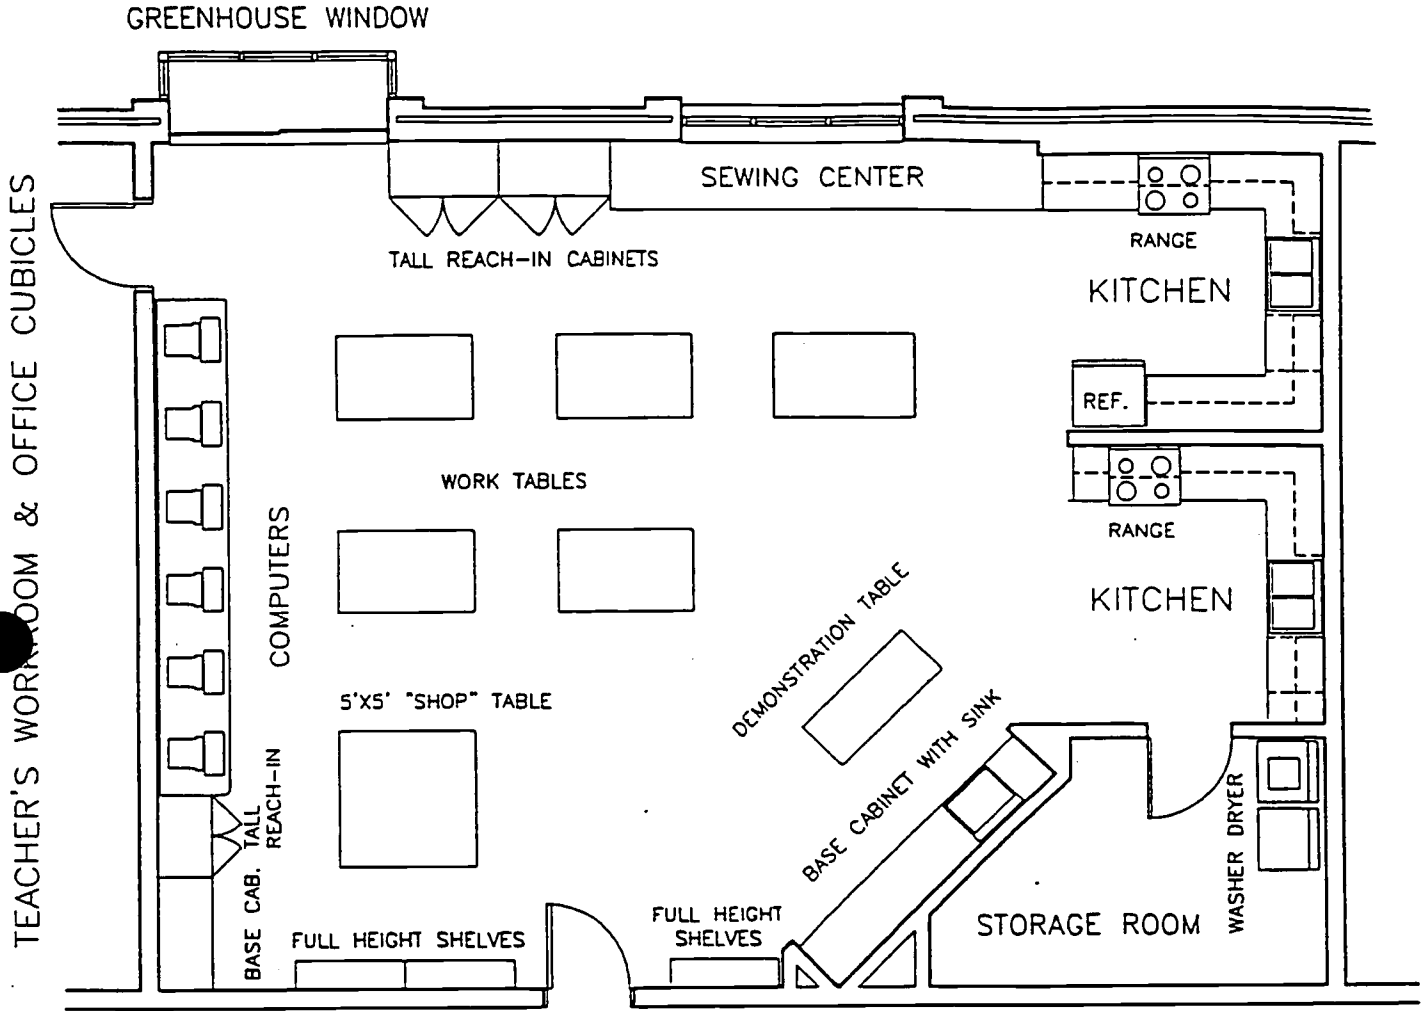 GREENHOUSE WINDOW
TEACHER'S WORKROOM & OFFICE CUBICLES
SEWING CENTER
TALL REACH-IN CABINETS
RANGE
KITCHEN
REF.
WORK TABLES
COMPUTERS
RANGE
KITCHEN
DEMONSTRATION TABLE
5'X5' "SHOP" TABLE
BASE CABINET WITH SINK
TALL
REACH-IN
BASE CAB.
WASHER DRYER
FULL HEIGHT SHELVES
FULL HEIGHT
SHELVES
STORAGE ROOM